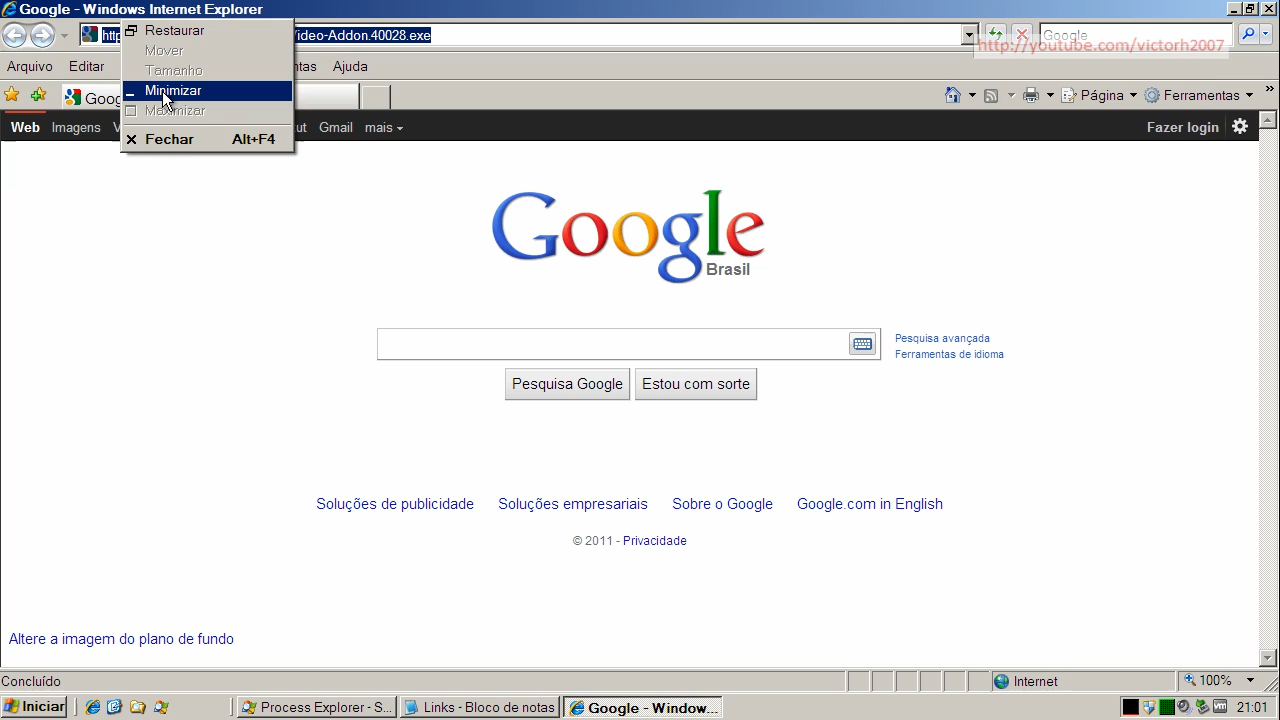 Google - Windows Internet Explorer
Restaurar
Mover
Tamanho
Minimizar
Maximizar
Fechar Alt+F4
ideo-Addon.40028.exe
Google
http://youtube.com/victorh2007
Arquivo Editar Ajuda
Página Ferramentas
Web Imagens Gmail mais Fazer login
Google
Brasil
Pesquisa avançada
Ferramentas de idioma
Pesquisa Google Estou com sorte
Soluções de publicidade Soluções empresariais Sobre o Google Google.com in English
© 2011 - Privacidade
Altere a imagem do plano de fundo
Concluído Internet 100%
Iniciar Process Explorer - S... Links - Bloco de notas Google - Window... 21:01